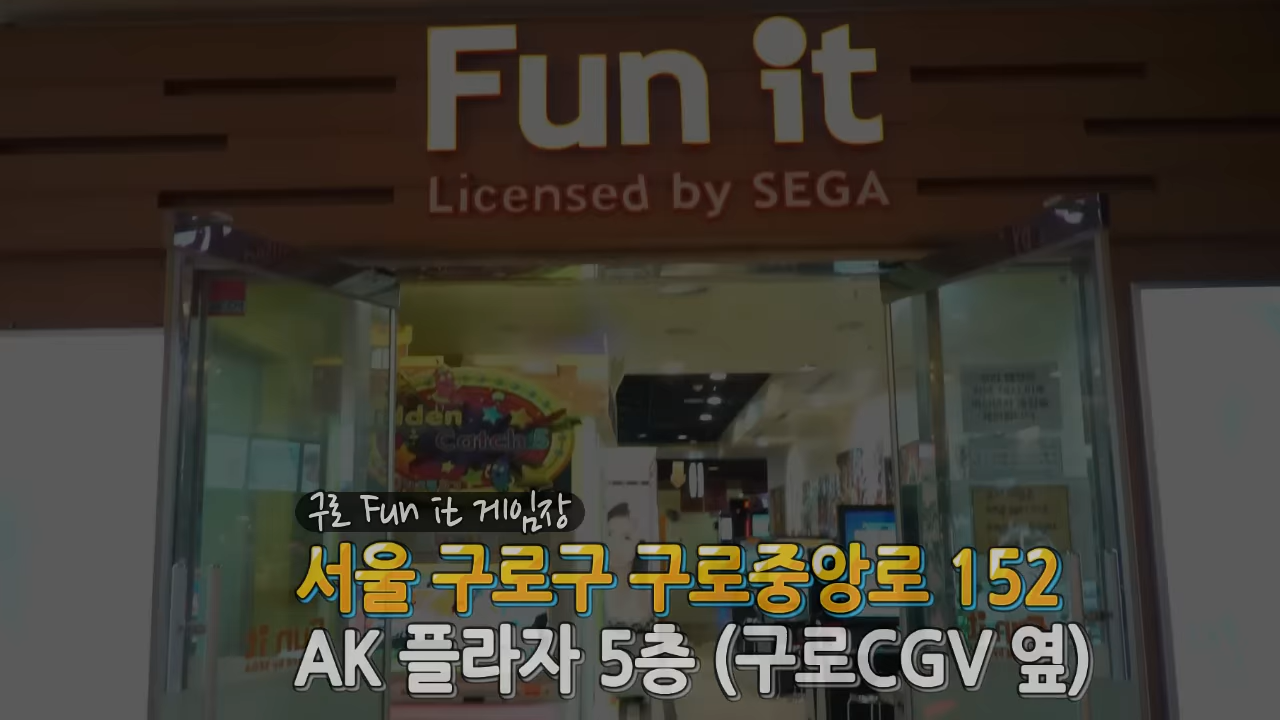 Fun it
Licensed by SEGA
Catch
구로 Fun it 게임장
서울 구로구 구로중앙로 152
AK 플라자 5층 (구로CGV 옆)